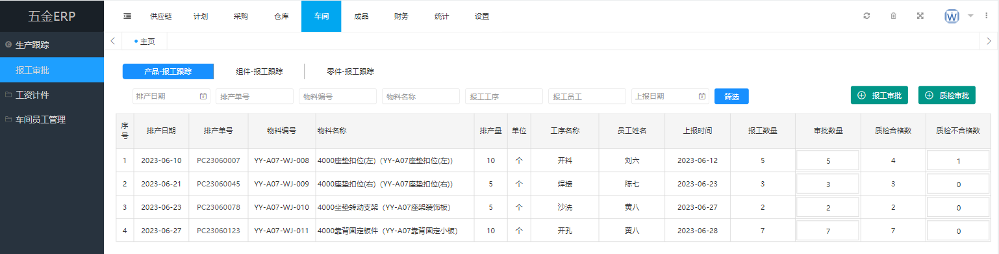 五金ERP
供应链 计划 采购 仓库 车间 成品 财务 统计 设置
W
生产跟踪
报工审批
工资计件
车间员工管理
主页
产品-报工跟踪 组件-报工跟踪 零件-报工跟踪
排产日期 排产单号 物料编号 物料名称 报工工序 报工员工 上报日期 筛选 报工审批 质检审批
序号 排产日期 排产单号 物料编号 物料名称 排产量 单位 工序名称 员工姓名 上报时间 报工数量 审批数量 质检合格数 质检不合格数
1 2023-06-10 PC23060007 YY-A07-WJ-008 4000座垫扣位(左)（YY-A07座垫扣位(左)） 10 个 开料 刘六 2023-06-12 5 5 4 1
2 2023-06-21 PC23060045 YY-A07-WJ-009 4000座垫扣位(右)（YY-A07座垫扣位(右)） 5 个 焊接 陈七 2023-06-23 3 3 3 0
3 2023-06-23 PC23060078 YY-A07-WJ-010 4000坐垫转动支架（YY-A07座架装饰板） 5 个 沙洗 黄八 2023-06-27 2 2 2 0
4 2023-06-27 PC23060123 YY-A07-WJ-011 4000靠背固定板件（YY-A07靠背固定小板） 10 个 开孔 黄八 2023-06-28 7 7 7 0